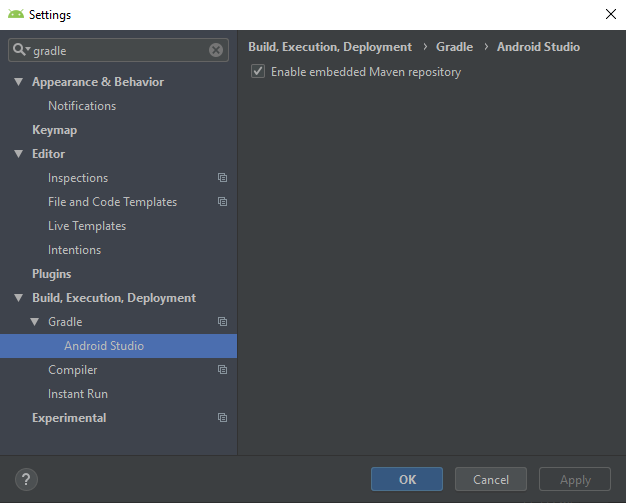 Settings
gradle
Appearance & Behavior
Notifications
Keymap
Editor
Inspections
File and Code Templates
Live Templates
Intentions
Plugins
Build, Execution, Deployment
Gradle
Android Studio
Compiler
Instant Run
Experimental
Build, Execution, Deployment › Gradle › Android Studio
Enable embedded Maven repository
?
OK
Cancel
Apply